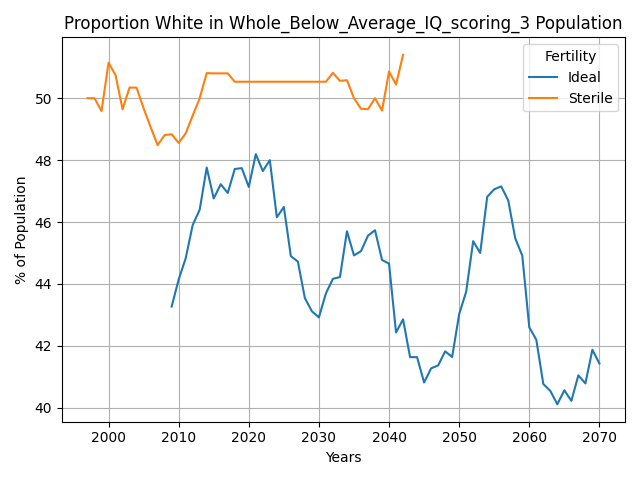 Proportion White in Whole_Below_Average_IQ_scoring_3 Population
Fertility
Ideal
Sterile
% of Population
50
48
46
44
42
40
2000 2010 2020 2030 2040 2050 2060 2070
Years